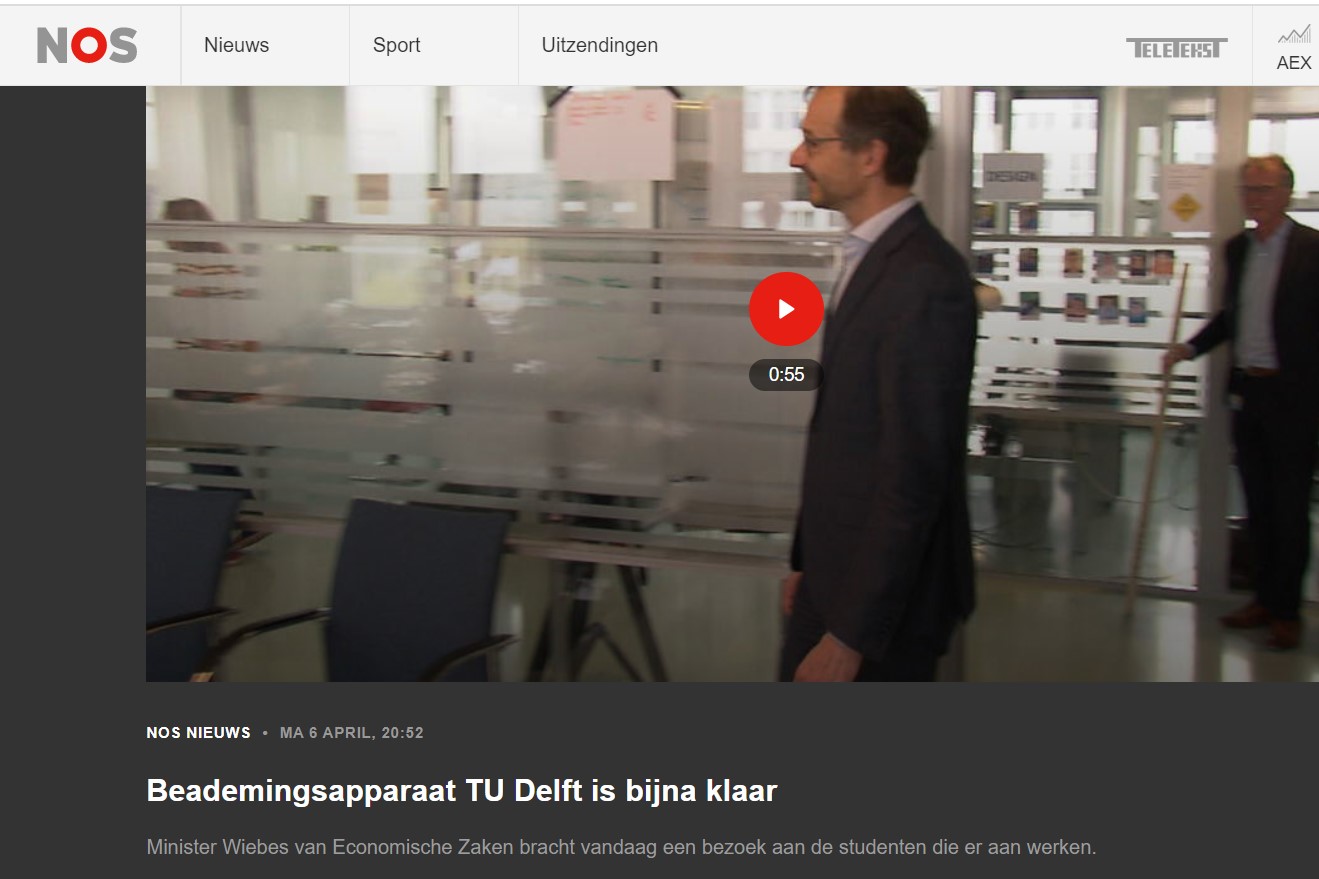 NOS
Nieuws
Sport
Uitzendingen
TELETEKST
AEX
DESIGN
0:55
NOS NIEUWS • MA 6 APRIL, 20:52
Beademingsapparaat TU Delft is bijna klaar
Minister Wiebes van Economische Zaken bracht vandaag een bezoek aan de studenten die er aan werken.